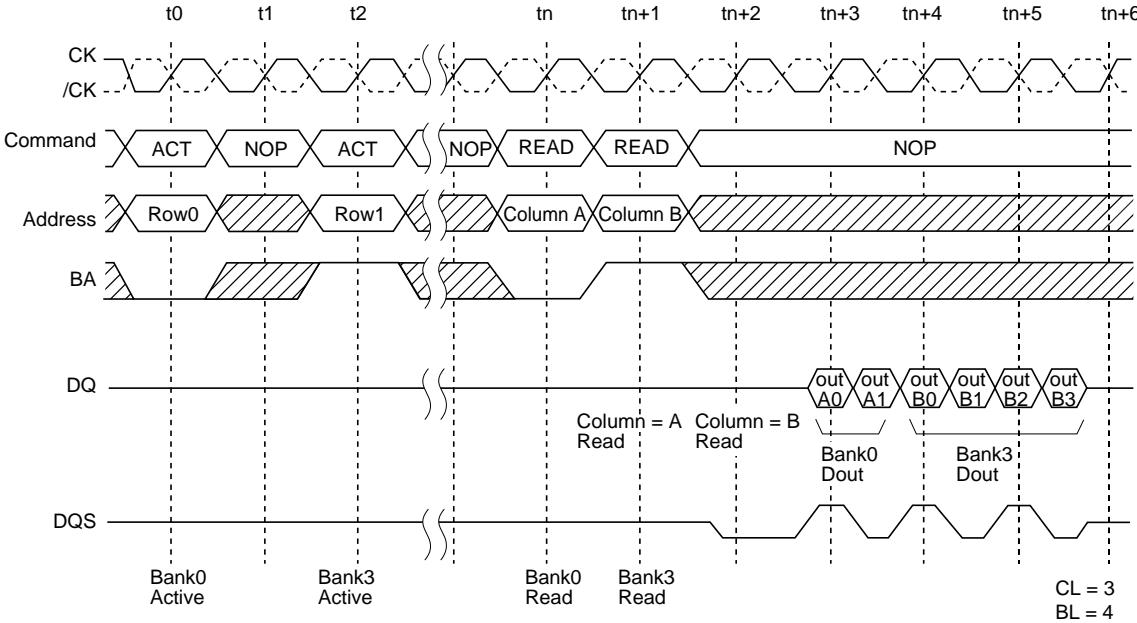 t0 t1 t2 tn tn+1 tn+2 tn+3 tn+4 tn+5 tn+6
CK
/CK
Command ACT NOP ACT NOP READ READ NOP
Address Row0 Row1 Column A Column B
BA
DQ out A0 out A1 out B0 out B1 out B2 out B3
Column = A Read Column = B Read
Bank0 Dout Bank3 Dout
DQS
Bank0 Active Bank3 Active Bank0 Read Bank3 Read
CL = 3
BL = 4